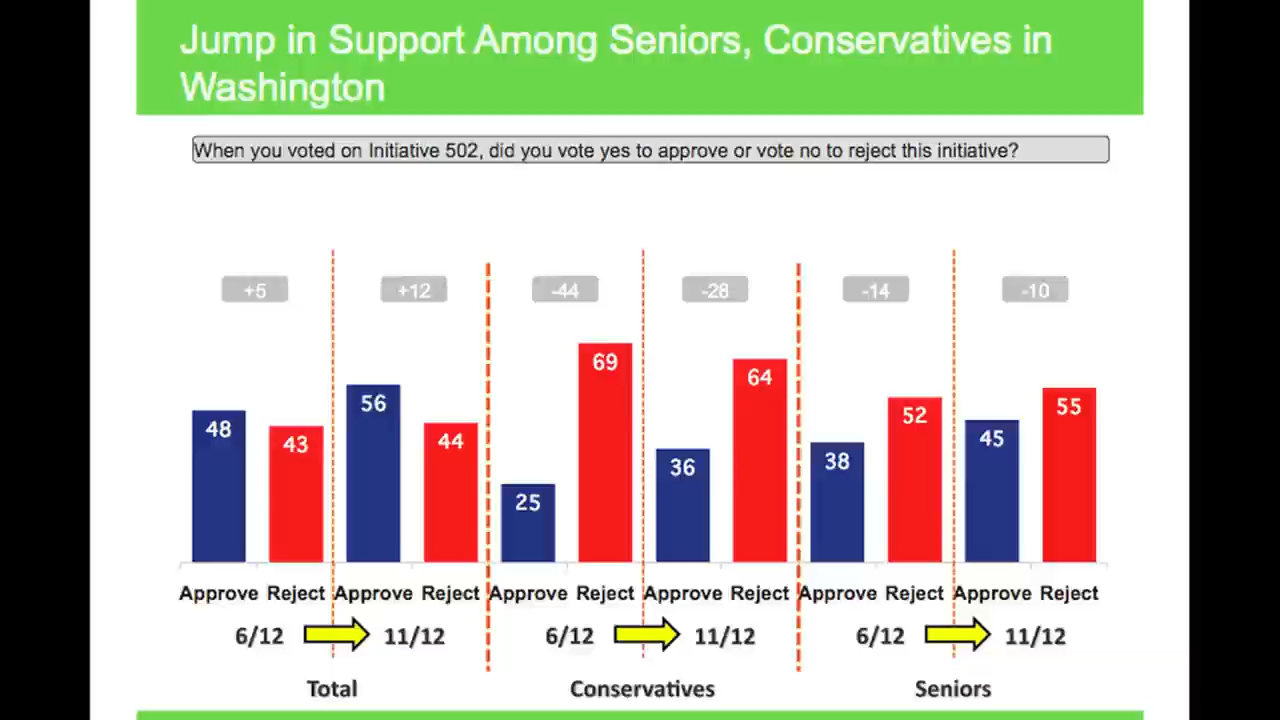 Jump in Support Among Seniors, Conservatives in
Washington
When you voted on Initiative 502, did you vote yes to approve or vote no to reject this initiative?
+5 +12 -44 -28 -14 -10
48 43 56 44 25 69 36 64 38 52 45 55
Approve Reject Approve Reject Approve Reject Approve Reject Approve Reject Approve Reject
6/12 11/12 6/12 11/12 6/12 11/12
Total Conservatives Seniors